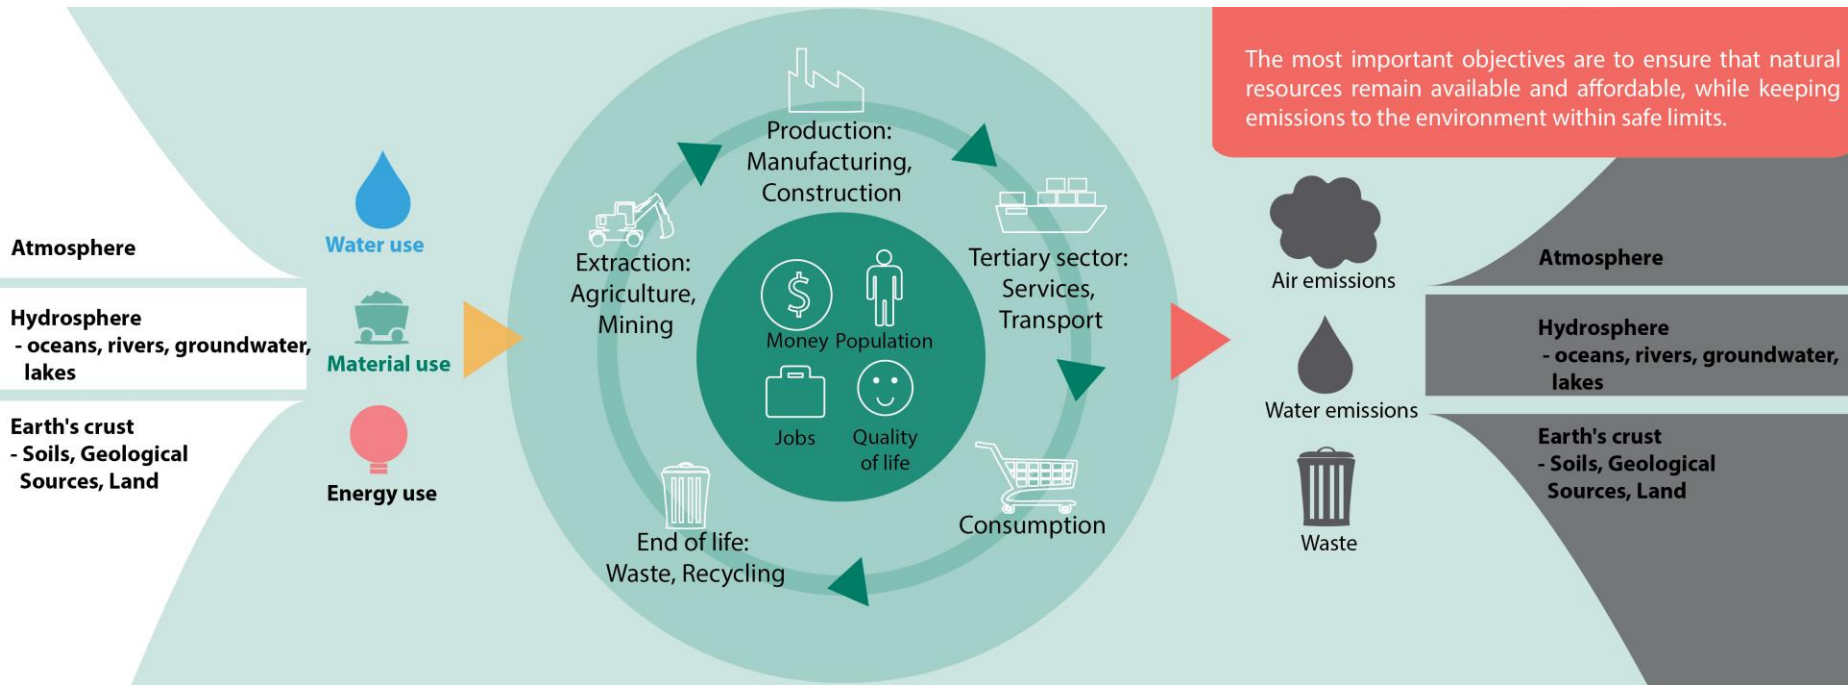 The most important objectives are to ensure that natural
resources remain available and affordable, while keeping
emissions to the environment within safe limits.
Atmosphere
Hydrosphere
- oceans, rivers, groundwater,
lakes
Earth's crust
- Soils, Geological
Sources, Land
Water use
Material use
Energy use
Production:
Manufacturing,
Construction
Extraction:
Agriculture,
Mining
Tertiary sector:
Services,
Transport
$
Money
Population
Jobs
Quality
of life
Consumption
End of life:
Waste, Recycling
Air emissions
Water emissions
Waste
Atmosphere
Hydrosphere
- oceans, rivers, groundwater,
lakes
Earth's crust
- Soils, Geological
Sources, Land